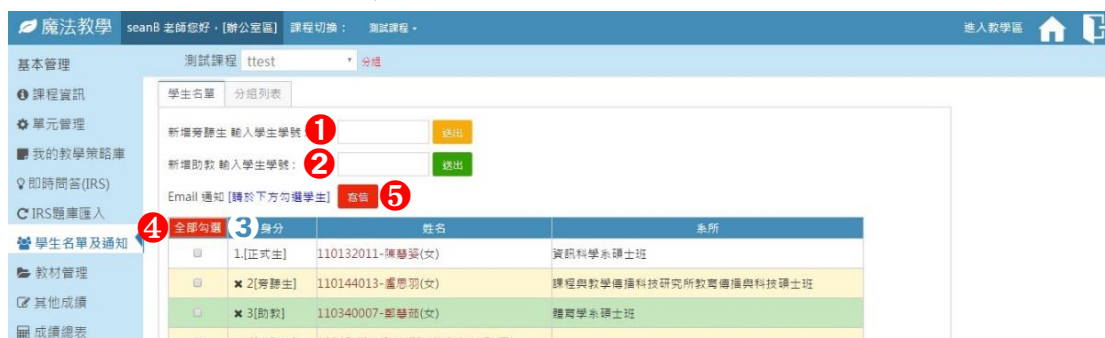 魔法教學 seanB 老師您好，[辦公室區] 課程切換： 測試課程 進入教學區
基本管理 測試課程 ttest 分組
課程資訊 學生名單 分組列表
單元管理 新增旁聽生 輸入學生學號： 1 送出
我的教學策略庫 新增助教 輸入學生學號： 2 送出
即時問答(IRS) Email 通知 [請於下方勾選學生] 寄信 5
IRS題庫匯入 4 全部勾選 3 身分 姓名 系所
學生名單及通知 1.[正式生] 110132011-陳慧姿(女) 資訊科學系碩士班
教材管理 ✖ 2[旁聽生] 110144013-盧思羽(女) 課程與教學傳播科技研究所教育傳播與科技碩士班
其他成績 ✖ 3[助教] 110340007-鄭慧茹(女) 體育學系碩士班
成績總表